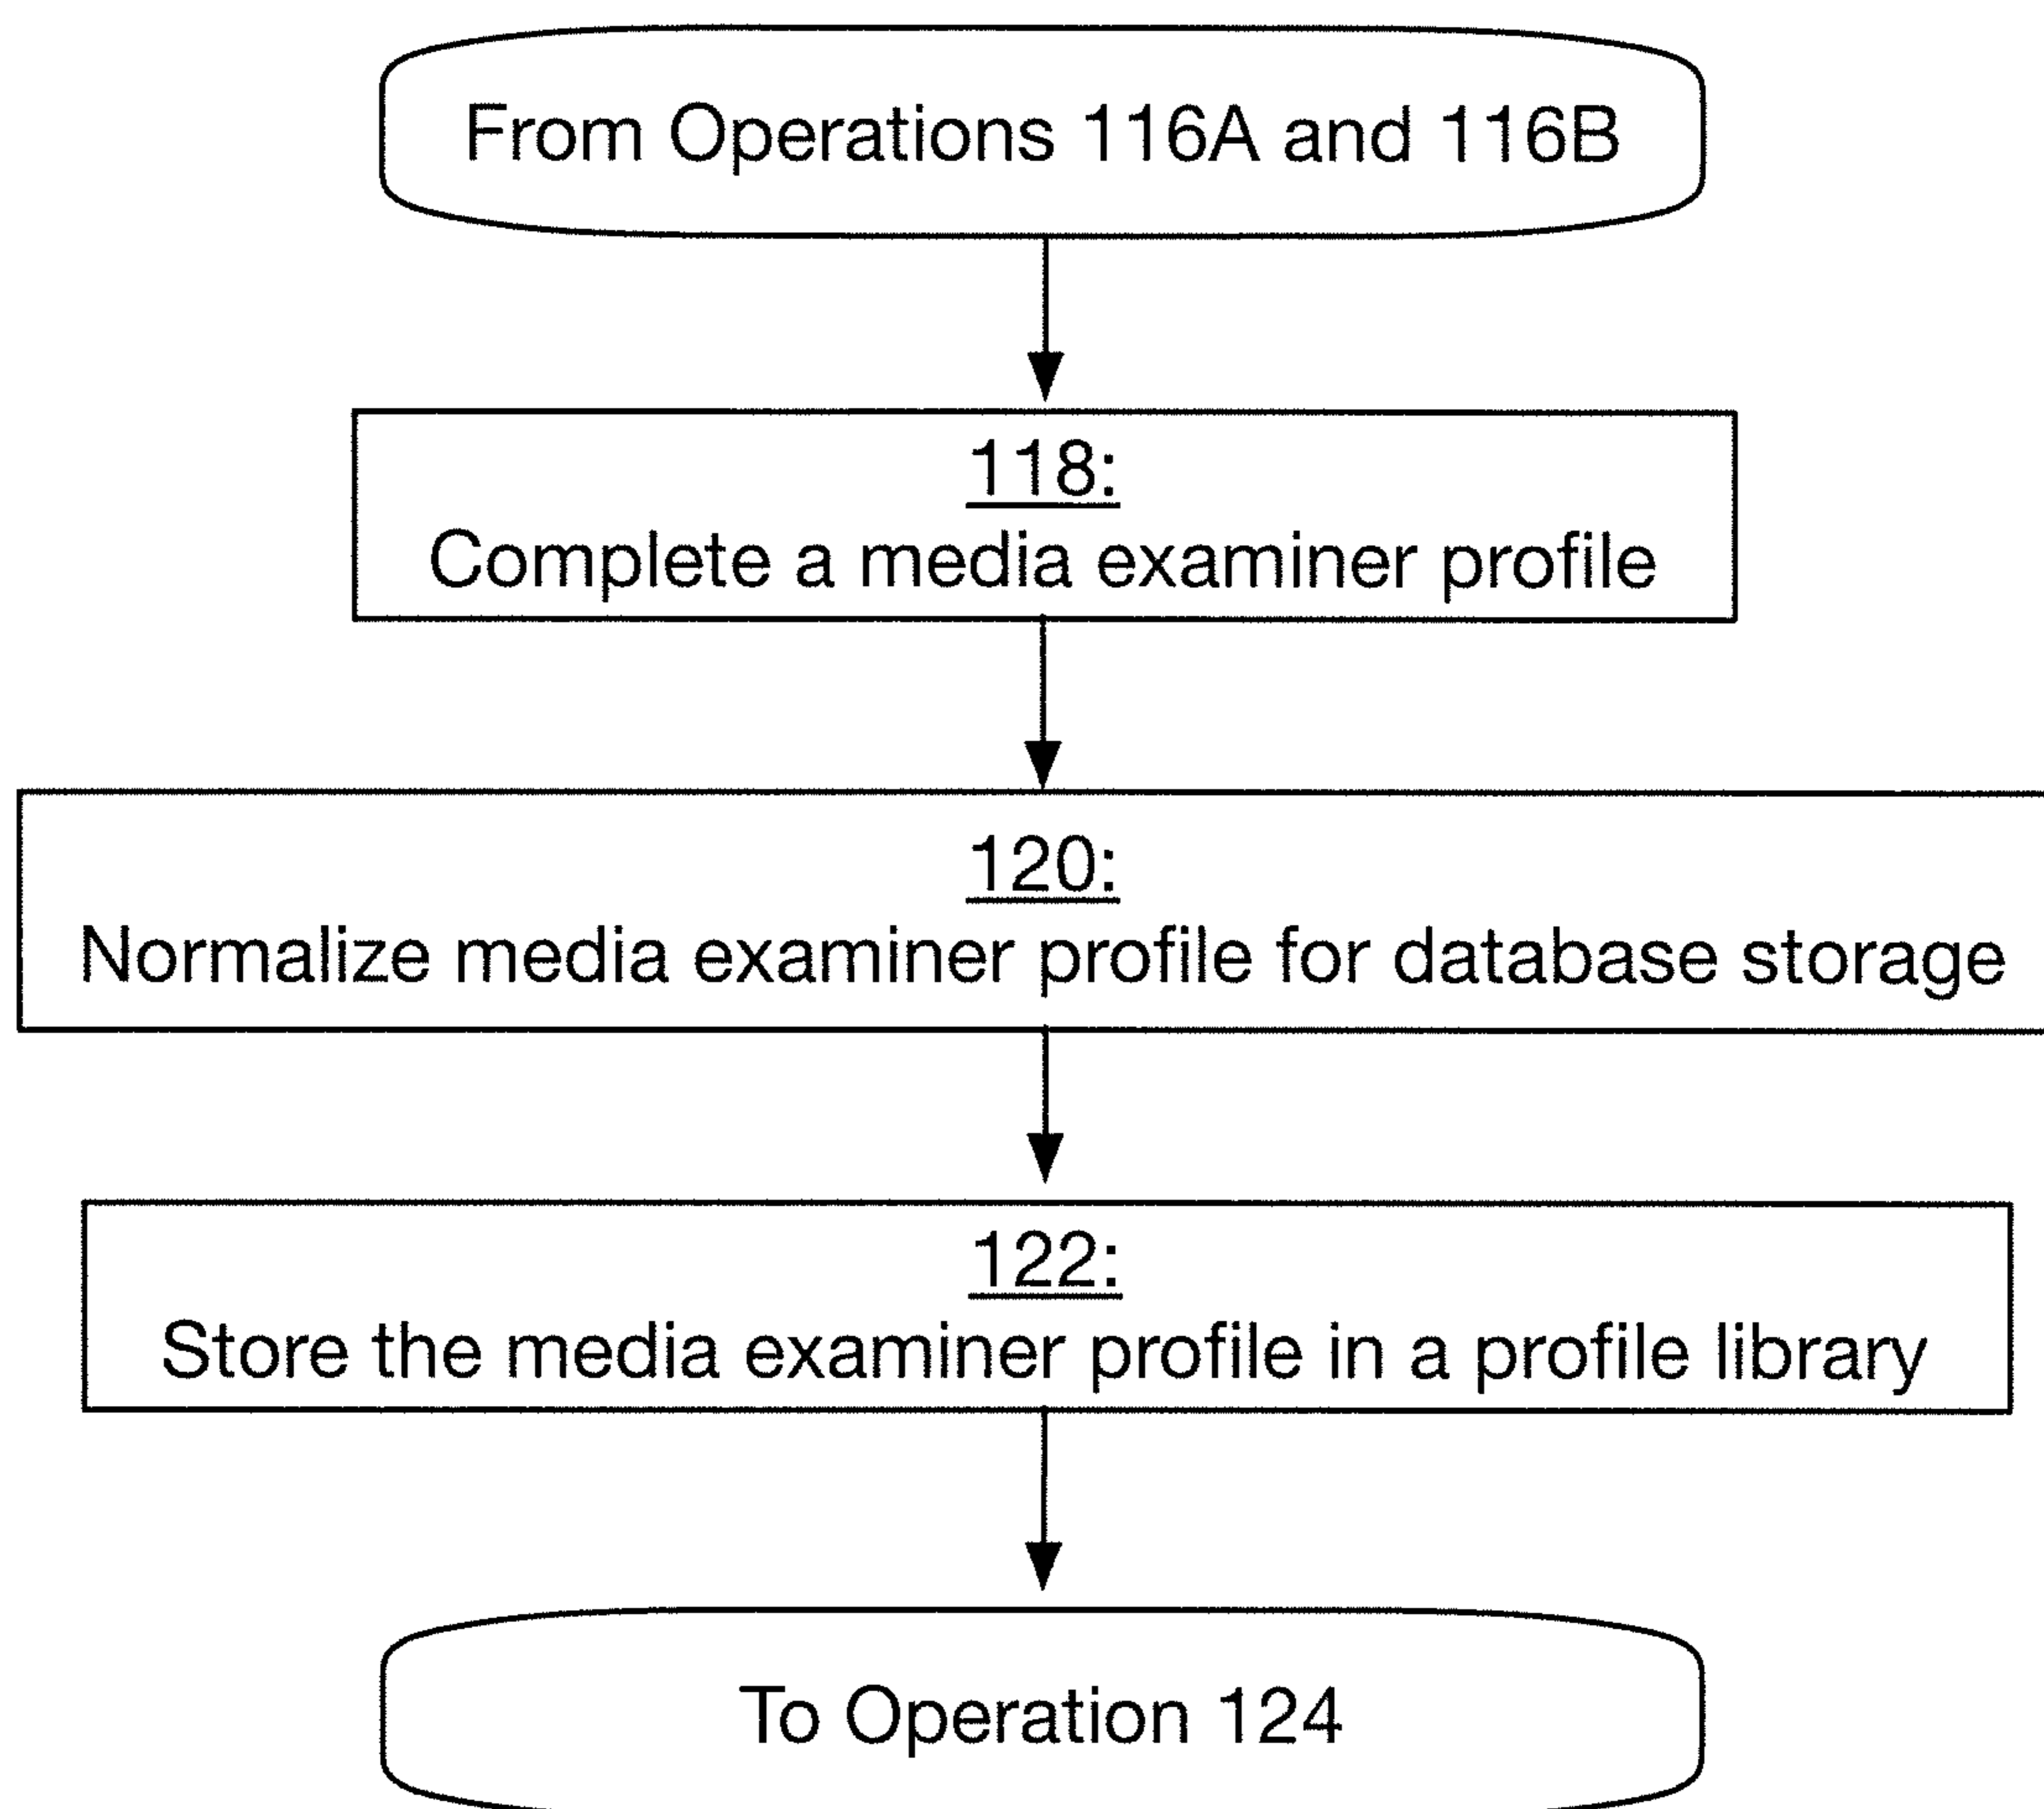 From Operations 116A and 116B
118:
Complete a media examiner profile
120:
Normalize media examiner profile for database storage
122:
Store the media examiner profile in a profile library
To Operation 124